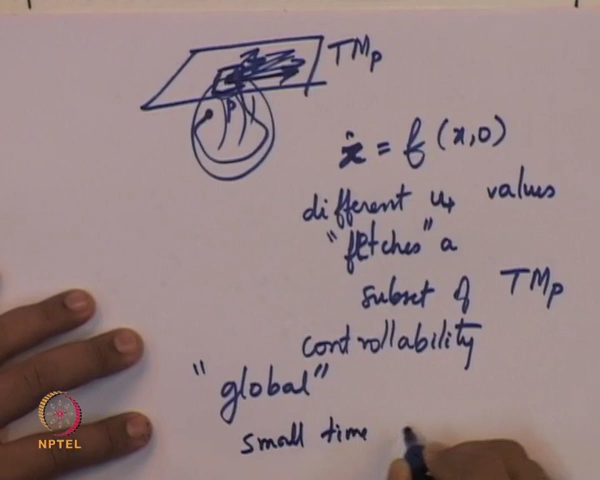 TMp
p
ẋ = f (x,0)
different u values
"fetches" a
subset of TMp
controllability
"global"
small time
NPTEL